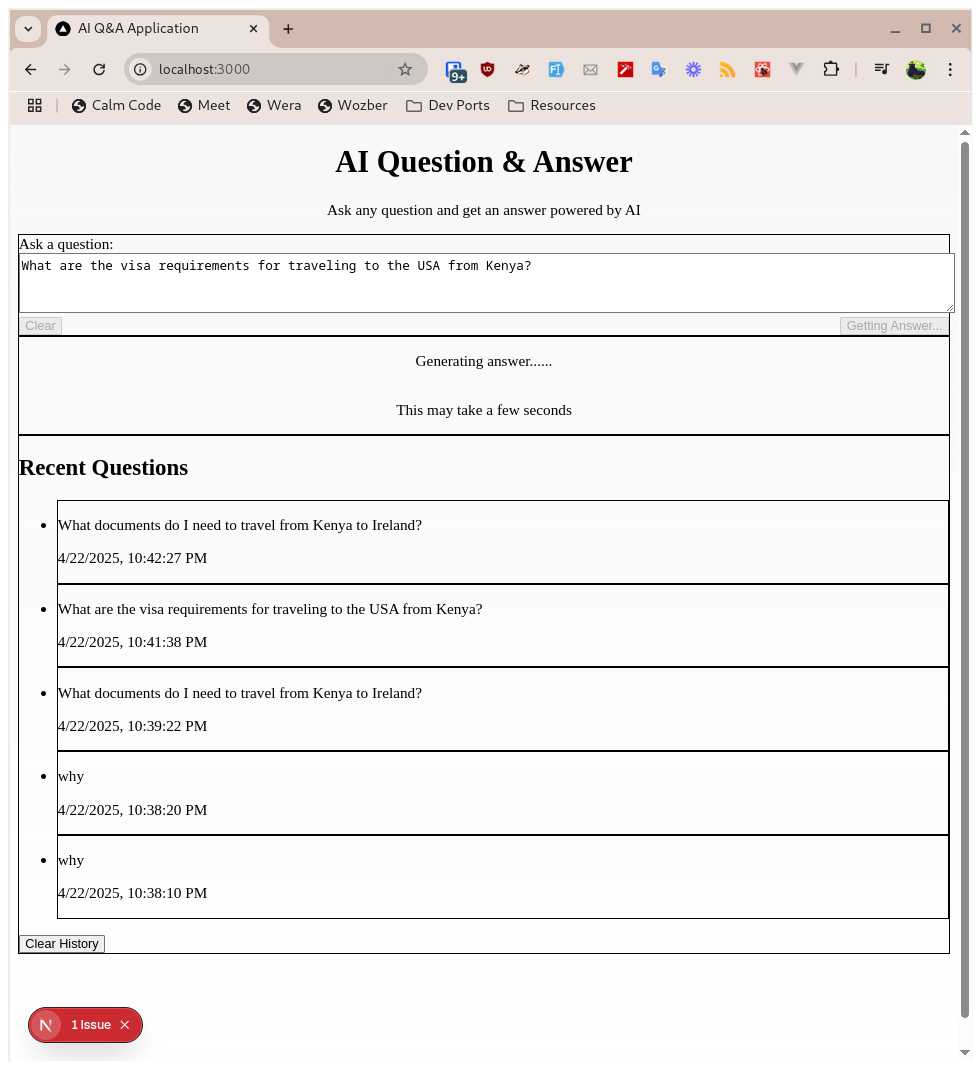 AI Q&A Application
localhost:3000
9+
Calm Code
Meet
Wera
Wozber
Dev Ports
Resources
AI Question & Answer
Ask any question and get an answer powered by AI
Ask a question:
What are the visa requirements for traveling to the USA from Kenya?
Clear
Getting Answer...
Generating answer......
This may take a few seconds
Recent Questions
What documents do I need to travel from Kenya to Ireland?
4/22/2025, 10:42:27 PM
What are the visa requirements for traveling to the USA from Kenya?
4/22/2025, 10:41:38 PM
What documents do I need to travel from Kenya to Ireland?
4/22/2025, 10:39:22 PM
why
4/22/2025, 10:38:20 PM
why
4/22/2025, 10:38:10 PM
Clear History
N 1 Issue